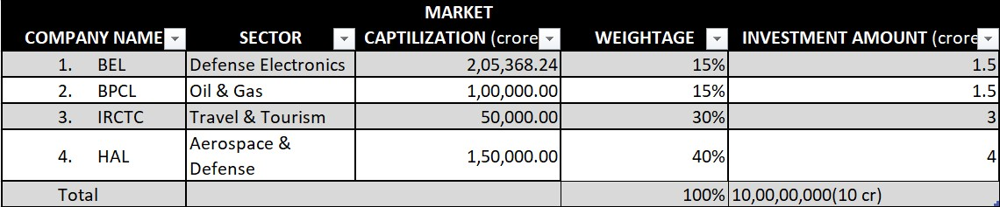 MARKET
COMPANY NAME SECTOR CAPTILIZATION (crore WEIGHTAGE INVESTMENT AMOUNT (crore
1. BEL Defense Electronics 2,05,368.24 15% 1.5
2. BPCL Oil & Gas 1,00,000.00 15% 1.5
3. IRCTC Travel & Tourism 50,000.00 30% 3
Aerospace &
4. HAL 1,50,000.00 40% 4
Defense
Total 100% 10,00,00,000(10 cr)